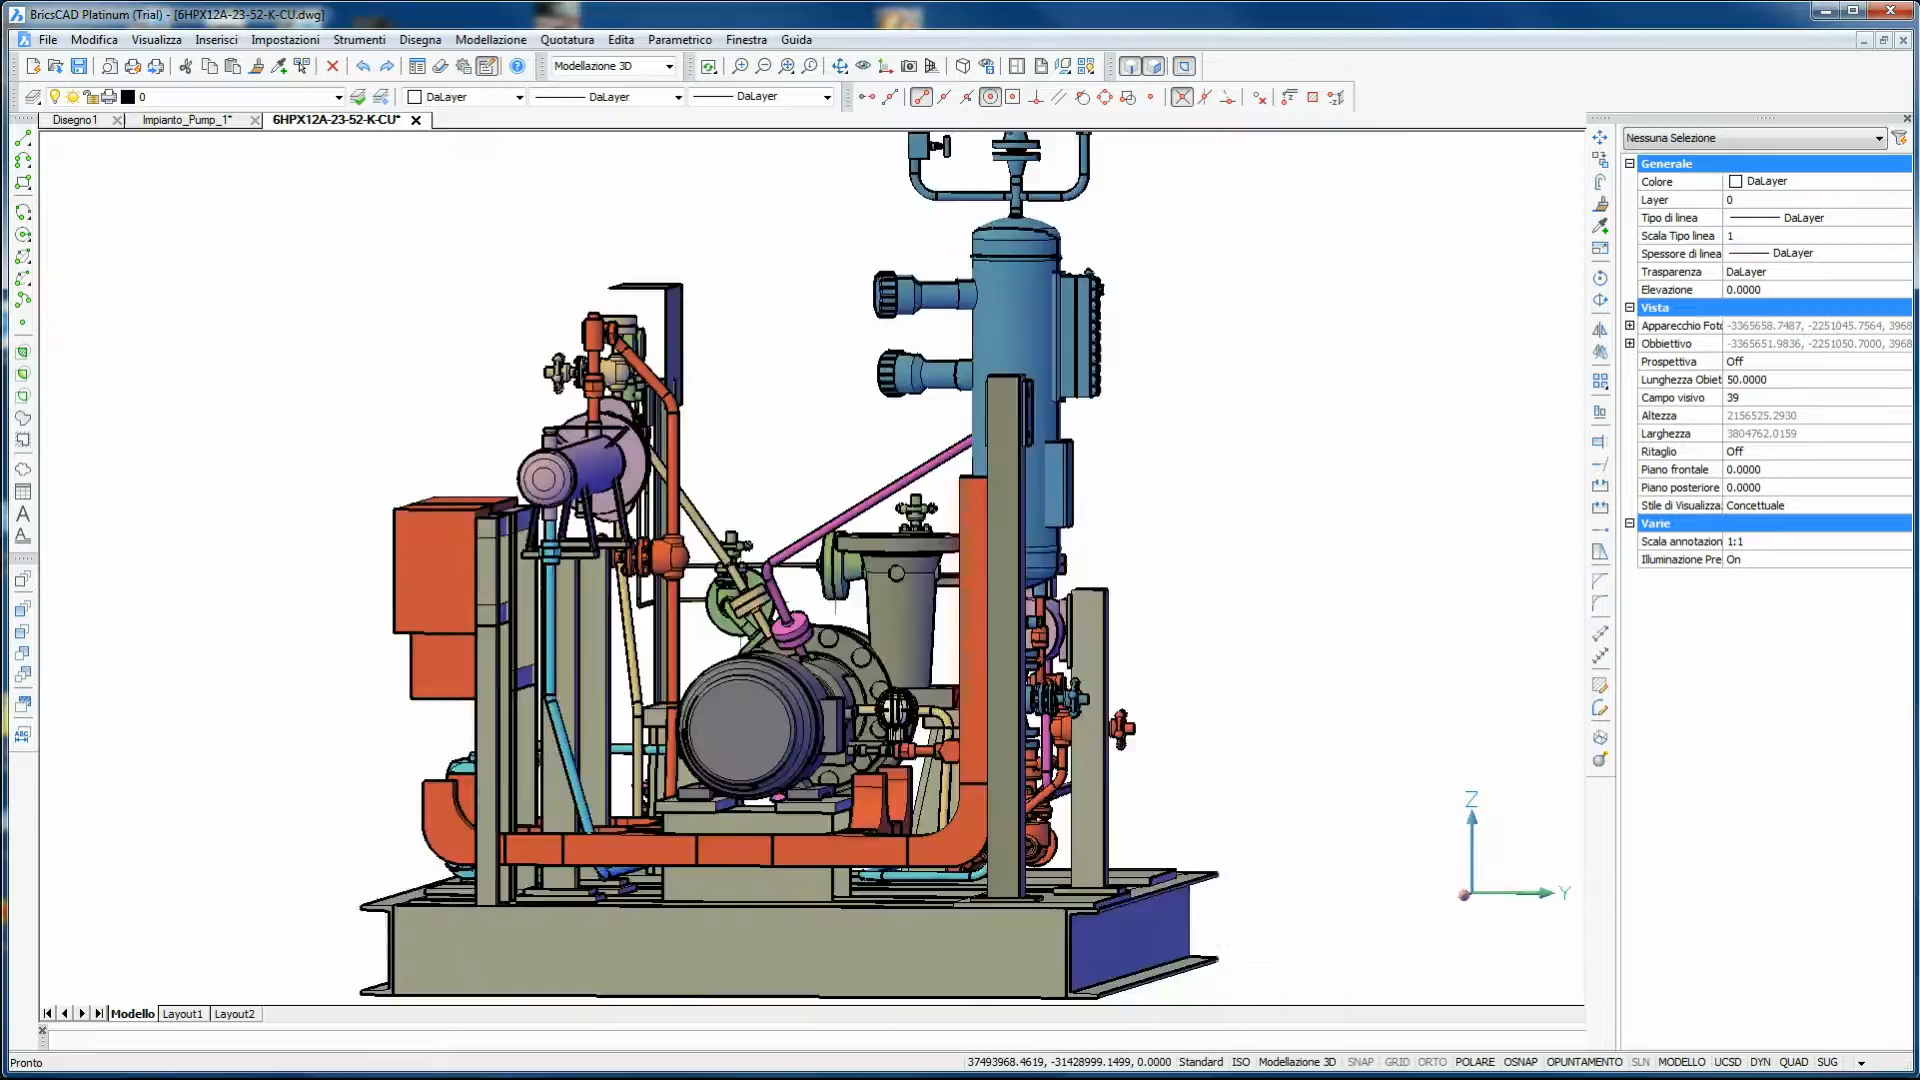 BricsCAD Platinum (Trial) - [6HPX12A-23-52-K-CU.dwg]
File Modifica Visualizza Inserisci Impostazioni Strumenti Disegna Modellazione Quotatura Edita Parametrico Finestra Guida
Modellazione 3D
0 DaLayer DaLayer DaLayer
Disegno1 Impianto_Pump_1* 6HPX12A-23-52-K-CU*
Nessuna Selezione
Generale
Colore DaLayer
Layer 0
Tipo di linea DaLayer
Scala Tipo linea 1
Spessore di linea DaLayer
Trasparenza DaLayer
Elevazione 0.0000
Vista
Apparecchio Foto -3365658.7487, -2251045.7564, 3968
Obbiettivo -3365651.9836, -2251050.7000, 3968
Prospettiva Off
Lunghezza Obiet 50.0000
Campo visivo 39
Altezza 2156525.2930
Larghezza 3804762.0159
Ritaglio Off
Piano frontale 0.0000
Piano posteriore 0.0000
Stile di Visualizza Concettuale
Varie
Scala annotazion 1:1
Illuminazione Pre On
A
A
ABC
Z
Y
Modello Layout1 Layout2
Pronto
37493968.4619, -31428999.1499, 0.0000 Standard ISO Modellazione 3D SNAP GRID ORTO POLARE OSNAP OPUNTAMENTO SLN MODELLO UCSD DYN QUAD SUG